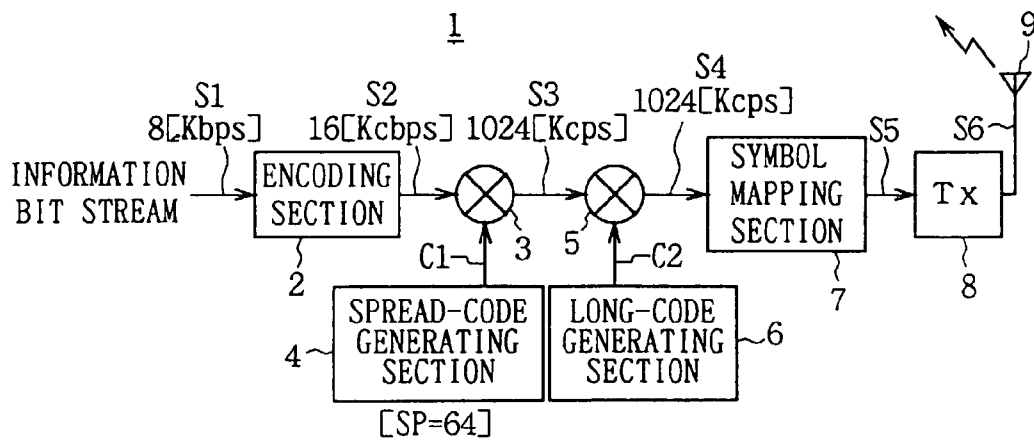 1
9
S1
8[Kbps]
S2
16[Kcbps]
S3
1024[Kcps]
S4
1024[Kcps]
S5
S6
INFORMATION
BIT STREAM
ENCODING
SECTION
2
3
5
SYMBOL
MAPPING
SECTION
7
Tx
8
C1
C2
4
SPREAD-CODE
GENERATING
SECTION
LONG-CODE
GENERATING
SECTION
6
[SP=64]